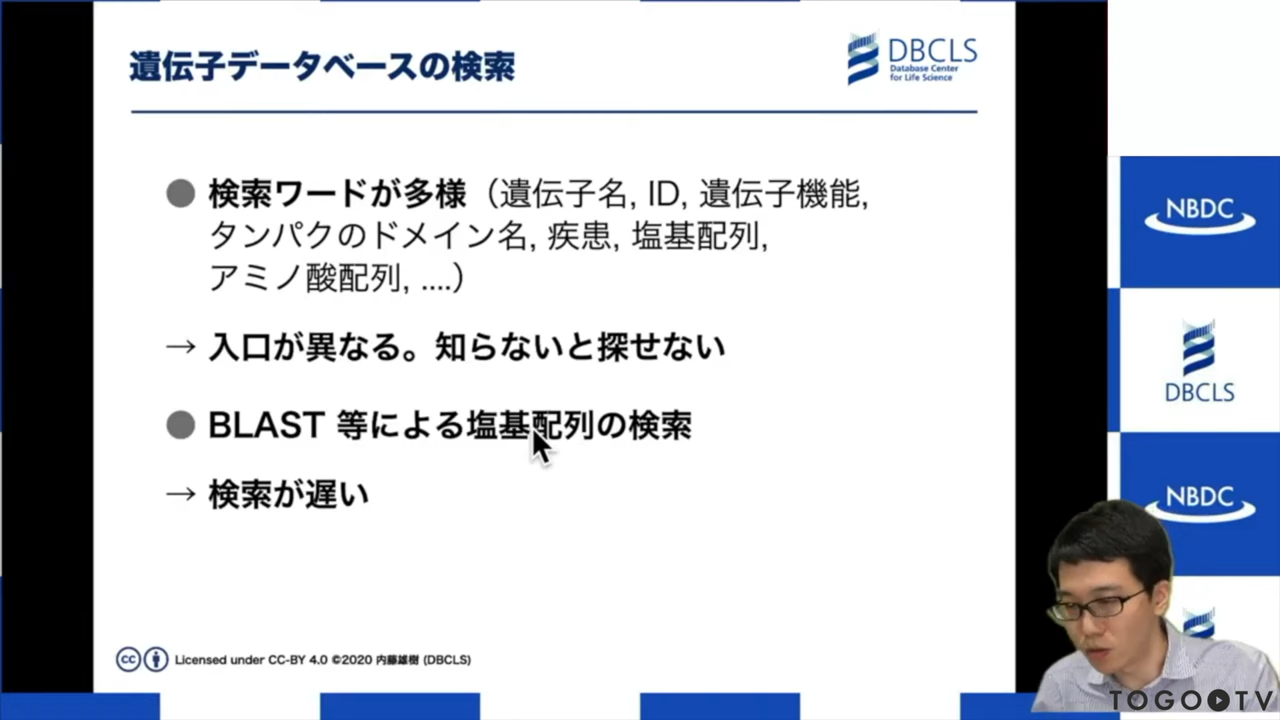 遺伝子データベースの検索
DBCLS
Database Center
for Life Science
● 検索ワードが多様（遺伝子名, ID, 遺伝子機能,
タンパクのドメイン名, 疾患, 塩基配列,
アミノ酸配列, ....）
→ 入口が異なる。知らないと探せない
● BLAST 等による塩基配列の検索
→ 検索が遅い
cc Licensed under CC-BY 4.0 ©2020 内藤雄樹 (DBCLS)
NBDC
DBCLS
NBDC
TOGO TV